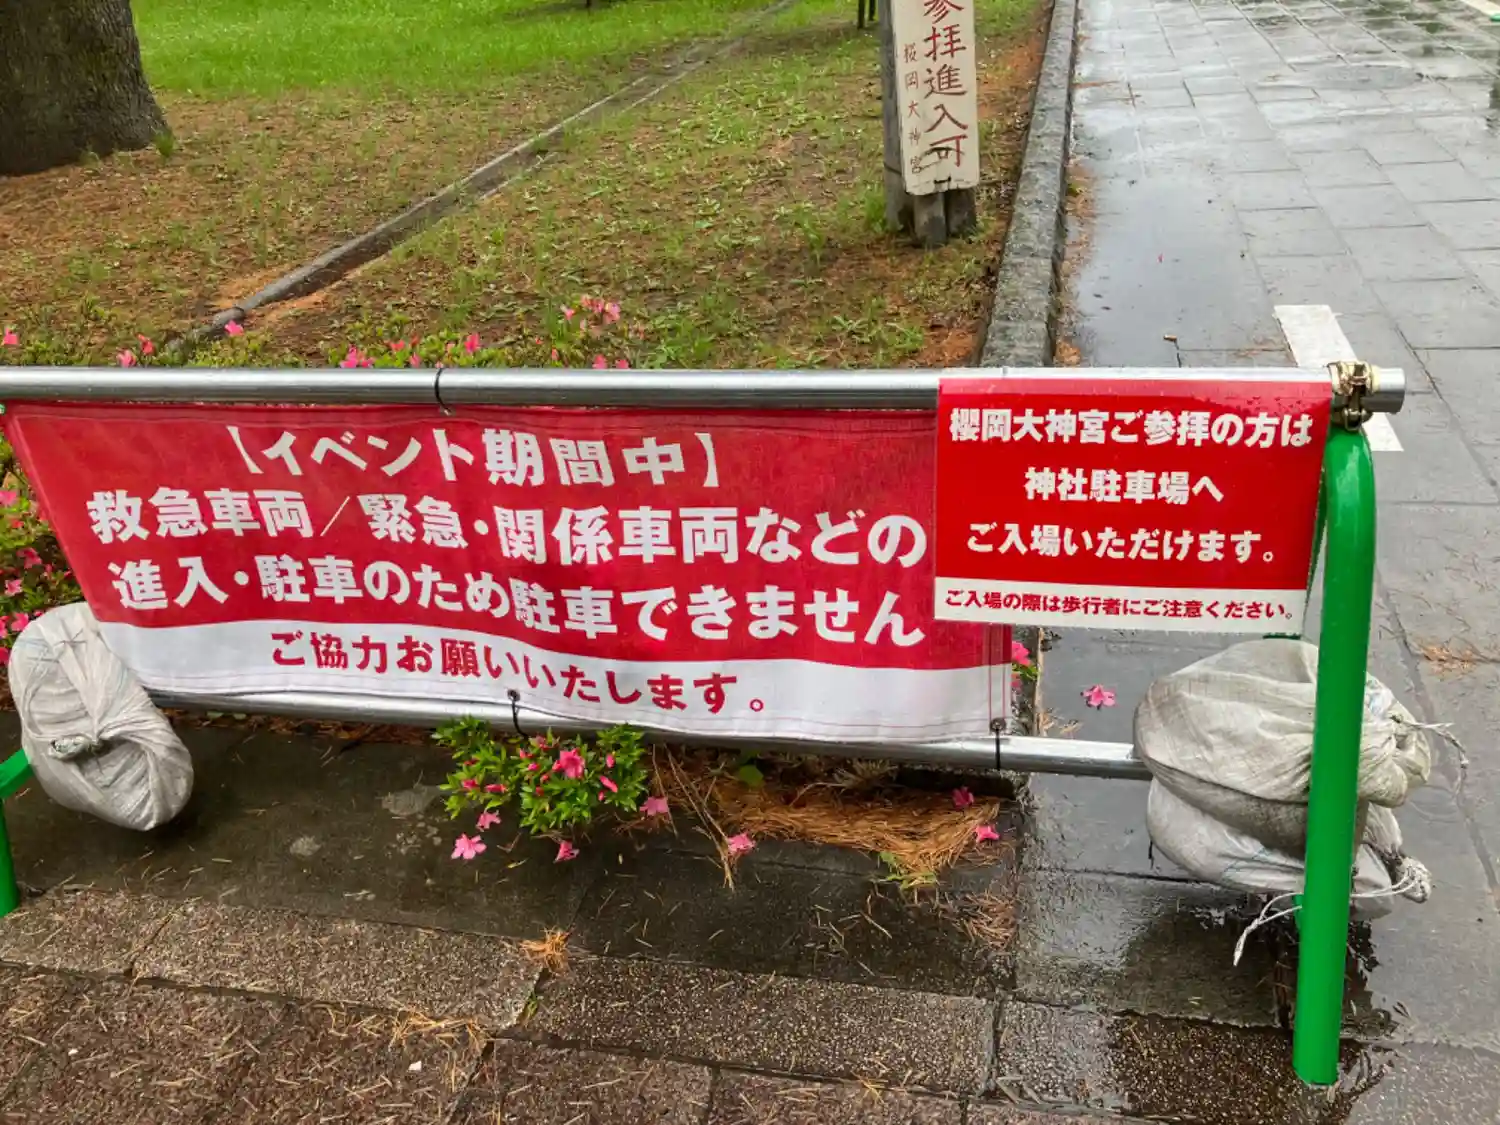 参拝進入可
櫻岡大神宮
【イベント期間中】
救急車両／緊急・関係車両などの
進入・駐車のため駐車できません
ご協力お願いいたします。
櫻岡大神宮ご参拝の方は
神社駐車場へ
ご入場いただけます。
ご入場の際は歩行者にご注意ください。